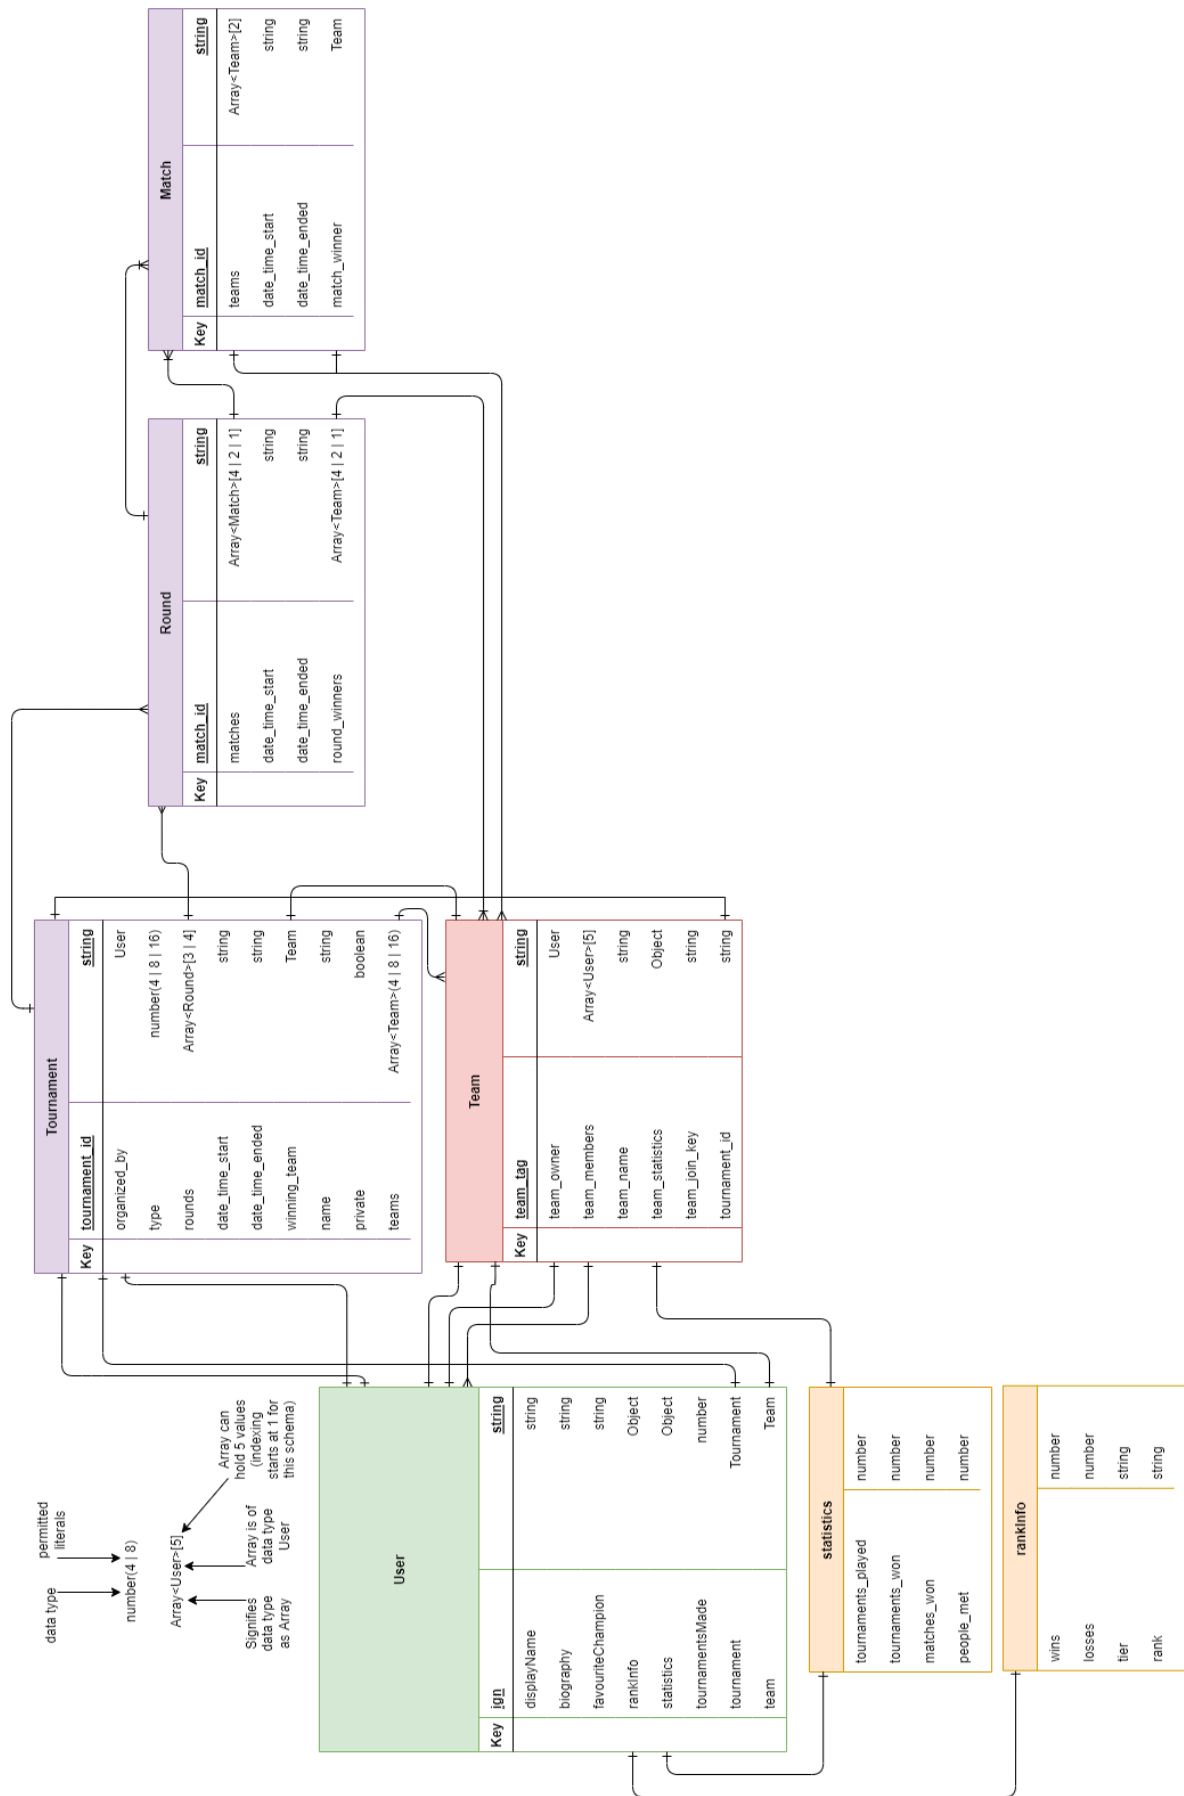 data type
permitted
literals
number(4 | 8)
Array<User>[5]
Signifies
data type
as Array
Array is of
data type
User
Array can
hold 5 values
(indexing
starts at 1 for
this schema)
User
Key ign string
displayName string
biography string
favouriteChampion string
rankInfo Object
statistics Object
tournamentsMade number
tournament Tournament
team Team
statistics
tournaments_played number
tournaments_won number
matches_won number
people_met number
rankInfo
wins number
losses number
tier string
rank string
Tournament
Key tournament_id string
organized_by User
type number(4 | 8 | 16)
rounds Array<Round>[3 | 4]
date_time_start string
date_time_ended string
winning_team Team
name string
private boolean
teams Array<Team>(4 | 8 | 16)
Team
Key team_tag string
team_owner User
team_members Array<User>[5]
team_name string
team_statistics Object
team_join_key string
tournament_id string
Round
Key match_id string
matches Array<Match>[4 | 2 | 1]
date_time_start string
date_time_ended string
round_winners Array<Team>[4 | 2 | 1]
Match
Key match_id string
teams Array<Team>[2]
date_time_start string
date_time_ended string
match_winner Team